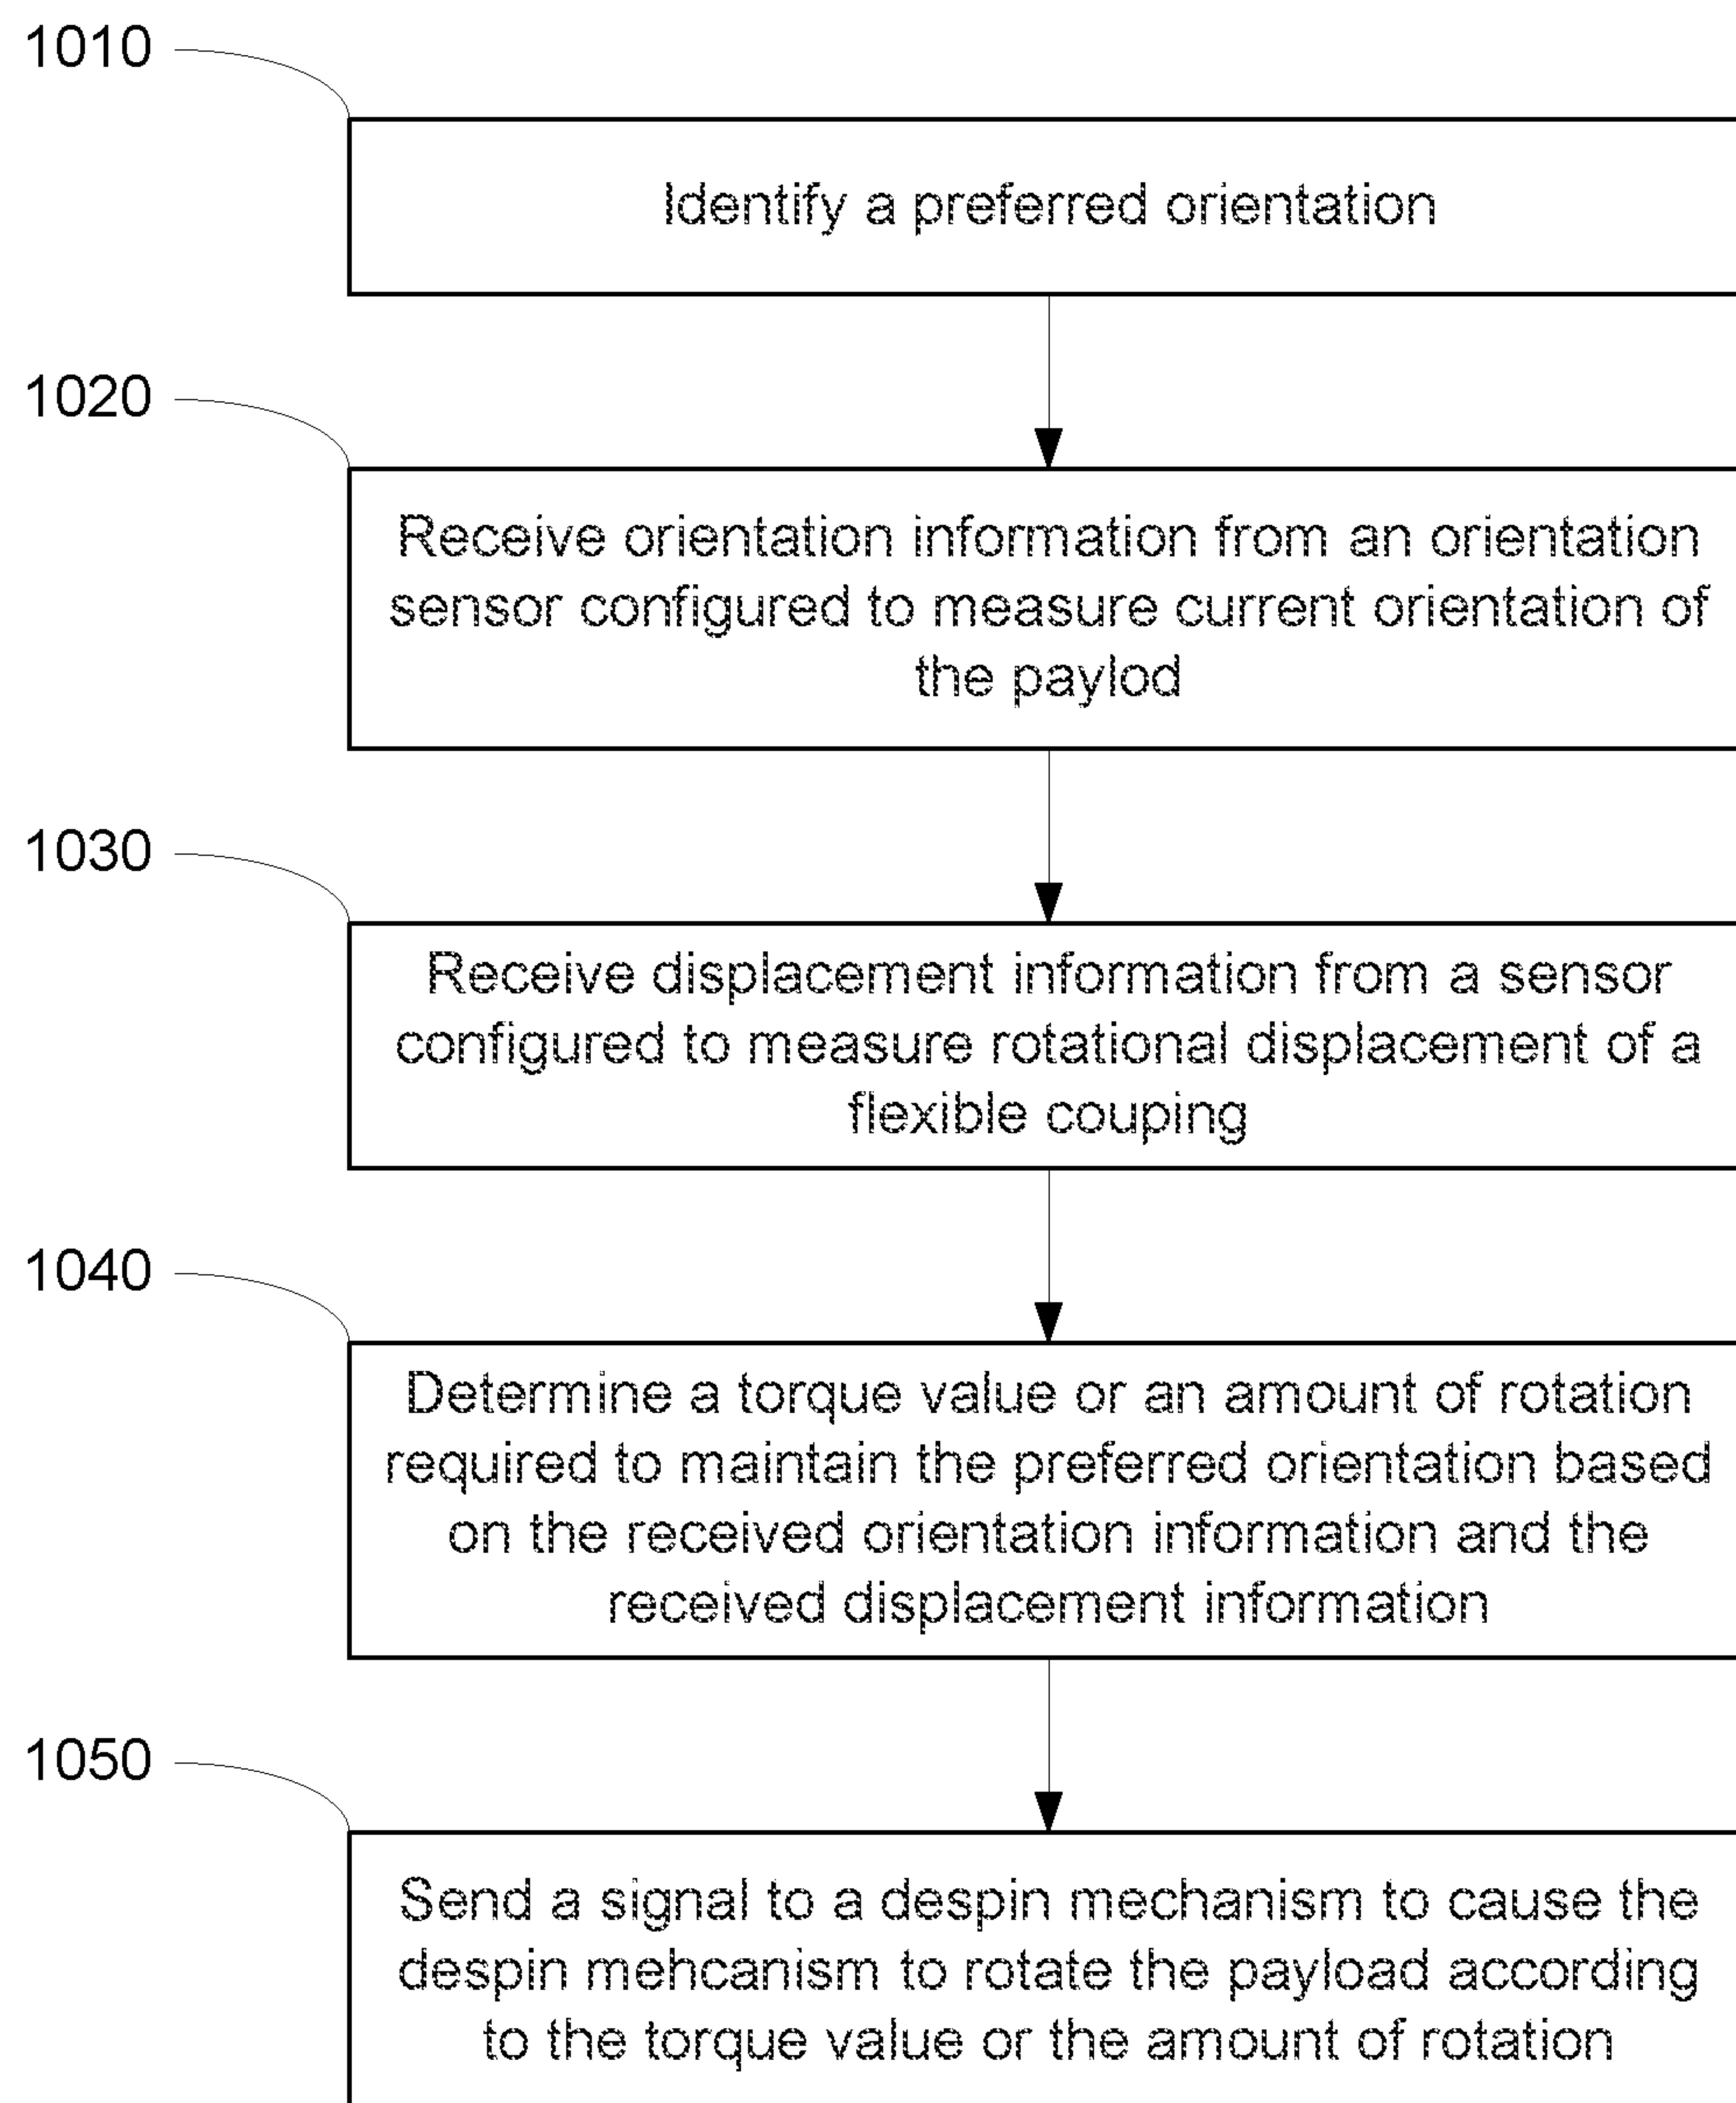 1010
Identify a preferred orientation
1020
Receive orientation information from an orientation
sensor configured to measure current orientation of
the paylod
1030
Receive displacement information from a sensor
configured to measure rotational displacement of a
flexible couping
1040
Determine a torque value or an amount of rotation
required to maintain the preferred orientation based
on the received orientation information and the
received displacement information
1050
Send a signal to a despin mechanism to cause the
despin mehcanism to rotate the payload according
to the torque value or the amount of rotation